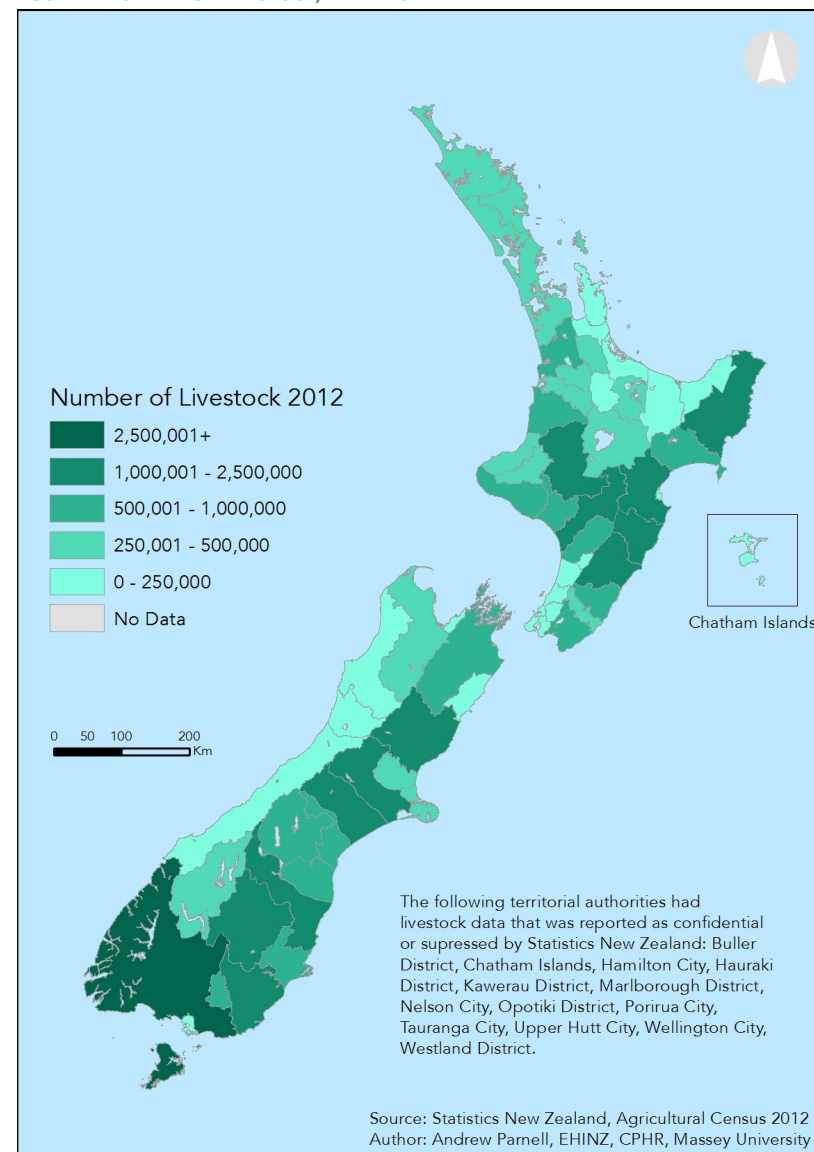 Number of Livestock 2012
2,500,001+
1,000,001 - 2,500,000
500,001 - 1,000,000
250,001 - 500,000
0 - 250,000
No Data
Chatham Islands
0 50 100 200
Km
The following territorial authorities had
livestock data that was reported as confidential
or supressed by Statistics New Zealand: Buller
District, Chatham Islands, Hamilton City, Hauraki
District, Kawerau District, Marlborough District,
Nelson City, Opotiki District, Porirua City,
Tauranga City, Upper Hutt City, Wellington City,
Westland District.
Source: Statistics New Zealand, Agricultural Census 2012
Author: Andrew Parnell, EHINZ, CPHR, Massey University